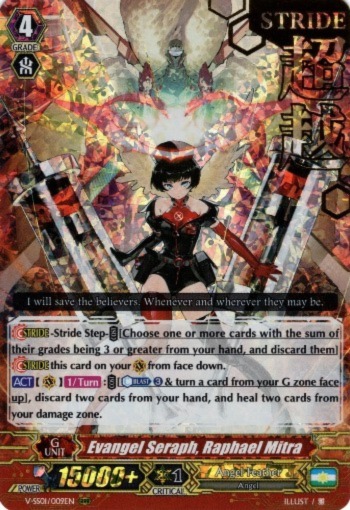 4
GRADE
STRIDE
超越
I will save the believers. Whenever and wherever they may be.
STRIDE -Stride Step- [Choose one or more cards with the sum of
their grades being 3 or greater from your hand, and discard them]
STRIDE this card on your from face down.
ACT 1/Turn : BLAST 3 & turn a card from your G zone face
up], discard two cards from your hand, and heal two cards from
your damage zone.
G
UNIT
Evangel Seraph, Raphael Mitra
POWER
15000+
1
CRITICAL
Angel Feather
Angel
V-SS01/009EN RRR
ILLUST /